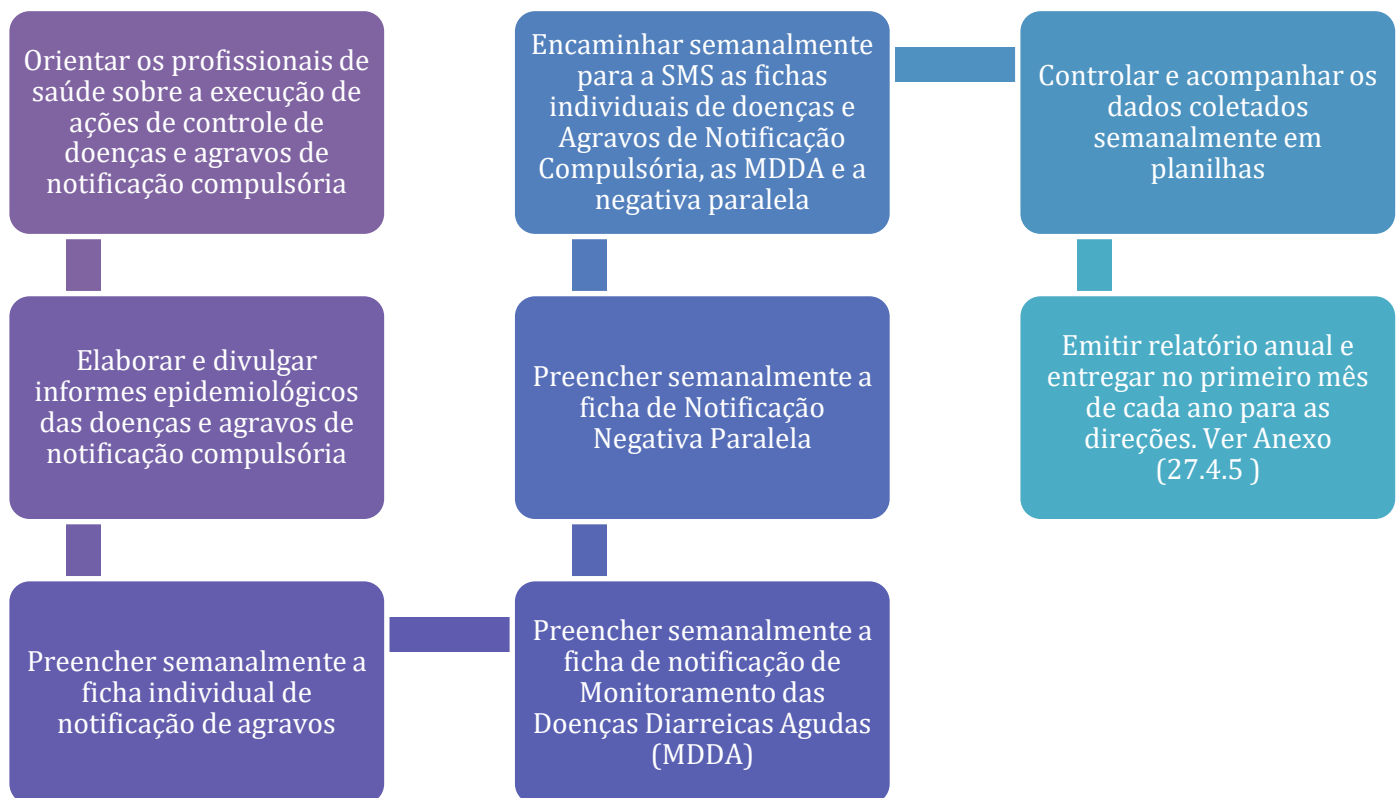 Orientar os profissionais de
saúde sobre a execução de
ações de controle de
doenças e agravos de
notificação compulsória
Elaborar e divulgar
informes epidemiológicos
das doenças e agravos de
notificação compulsória
Preencher semanalmente a
ficha individual de
notificação de agravos
Preencher semanalmente a
ficha de notificação de
Monitoramento das
Doenças Diarreicas Agudas
(MDDA)
Preencher semanalmente a
ficha de Notificação
Negativa Paralela
Encaminhar semanalmente
para a SMS as fichas
individuais de doenças e
Agravos de Notificação
Compulsória, as MDDA e a
negativa paralela
Controlar e acompanhar os
dados coletados
semanalmente em
planilhas
Emitir relatório anual e
entregar no primeiro mês
de cada ano para as
direções. Ver Anexo
(27.4.5 )